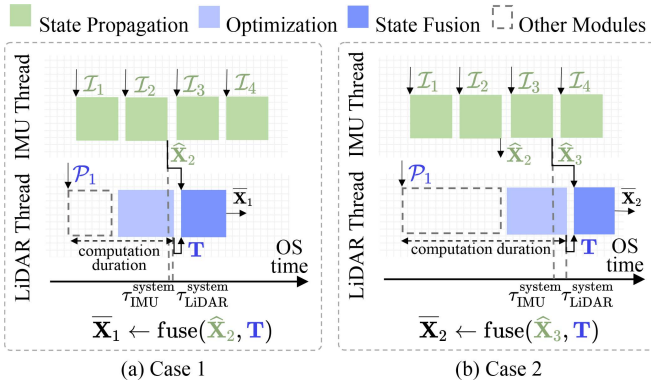 State Propagation Optimization State Fusion Other Modules
IMU Thread
I₁ I₂ I₃ I₄
X̂₂
LiDAR Thread
P₁
X̄₁
T
computation duration
OS time
τ_IMU^system τ_LiDAR^system
X̄₁ ← fuse(X̂₂, T)
(a) Case 1
IMU Thread
I₁ I₂ I₃ I₄
X̂₂ X̂₃
LiDAR Thread
P₁
X̄₂
T
computation duration
OS time
τ_IMU^system τ_LiDAR^system
X̄₂ ← fuse(X̂₃, T)
(b) Case 2